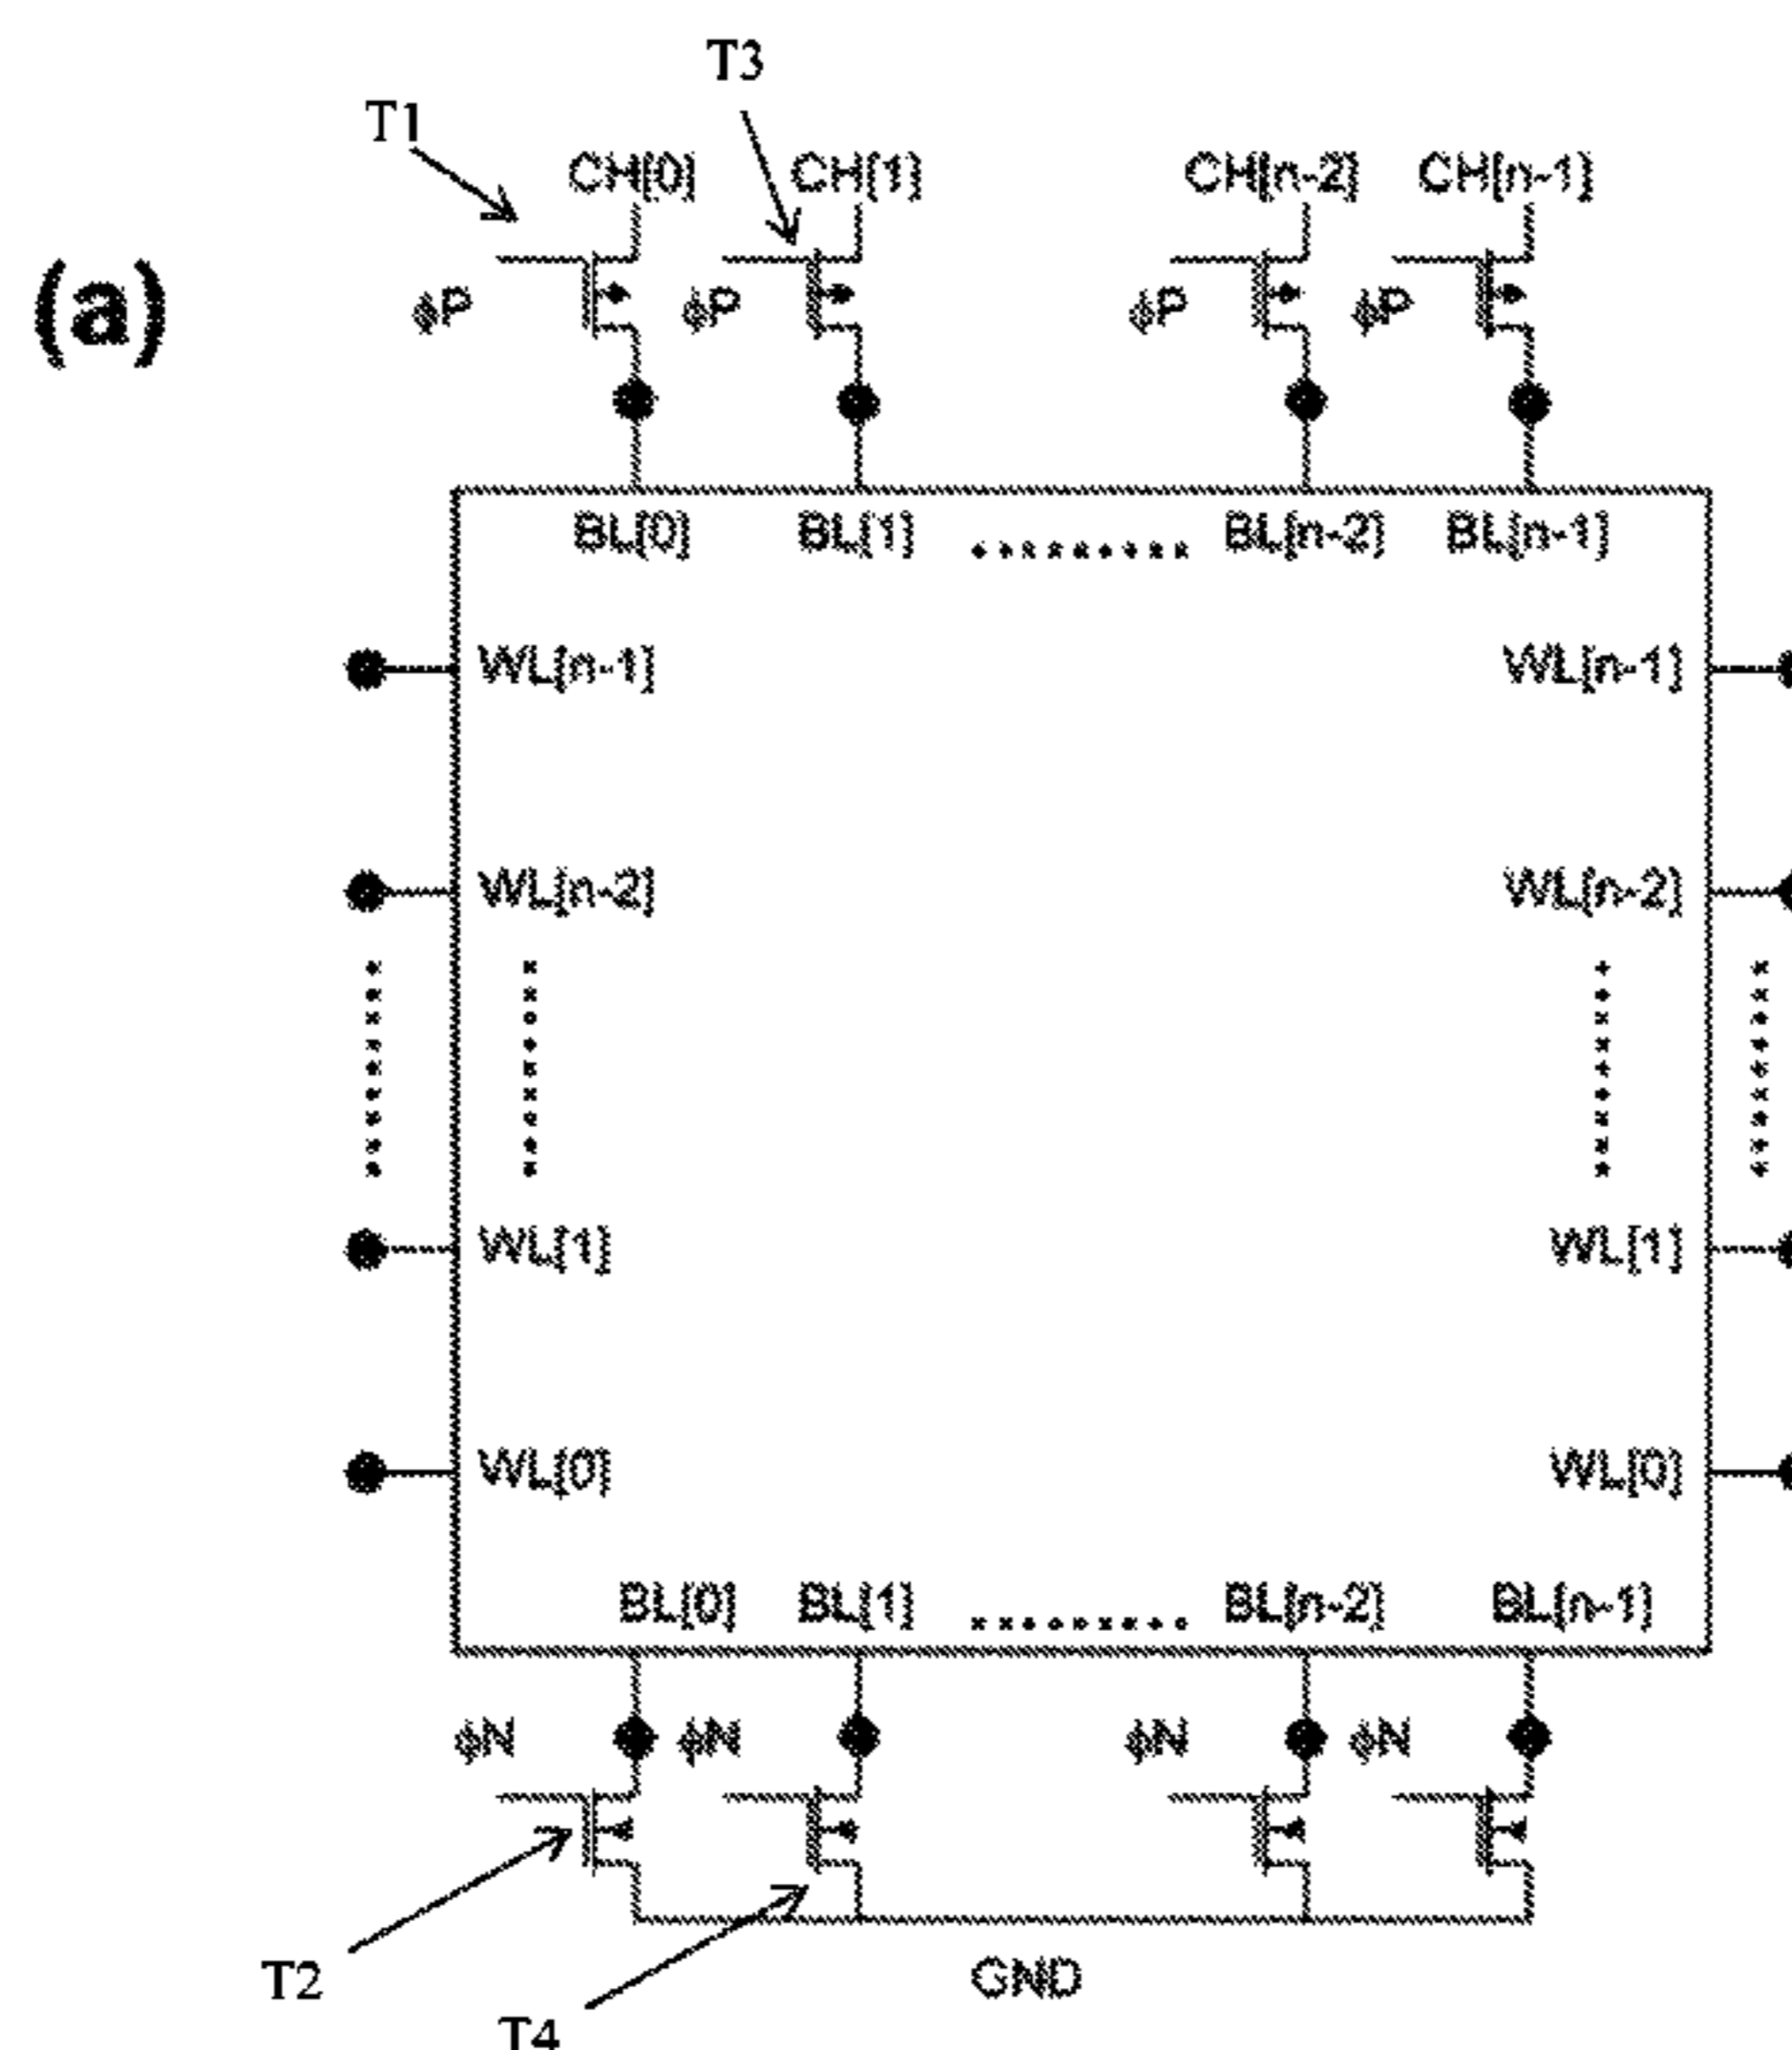 T3
T1
CH[0] CH[1] CH[n-2] CH[n-1]
(a)
ϕP ϕP ϕP ϕP
BL[0] BL[1] ......... BL[n-2] BL[n-1]
WL[n-1] WL[n-1]
WL[n-2] WL[n-2]
WL[1] WL[1]
WL[0] WL[0]
BL[0] BL[1] ......... BL[n-2] BL[n-1]
ϕN ϕN ϕN ϕN
T2
GND
T4